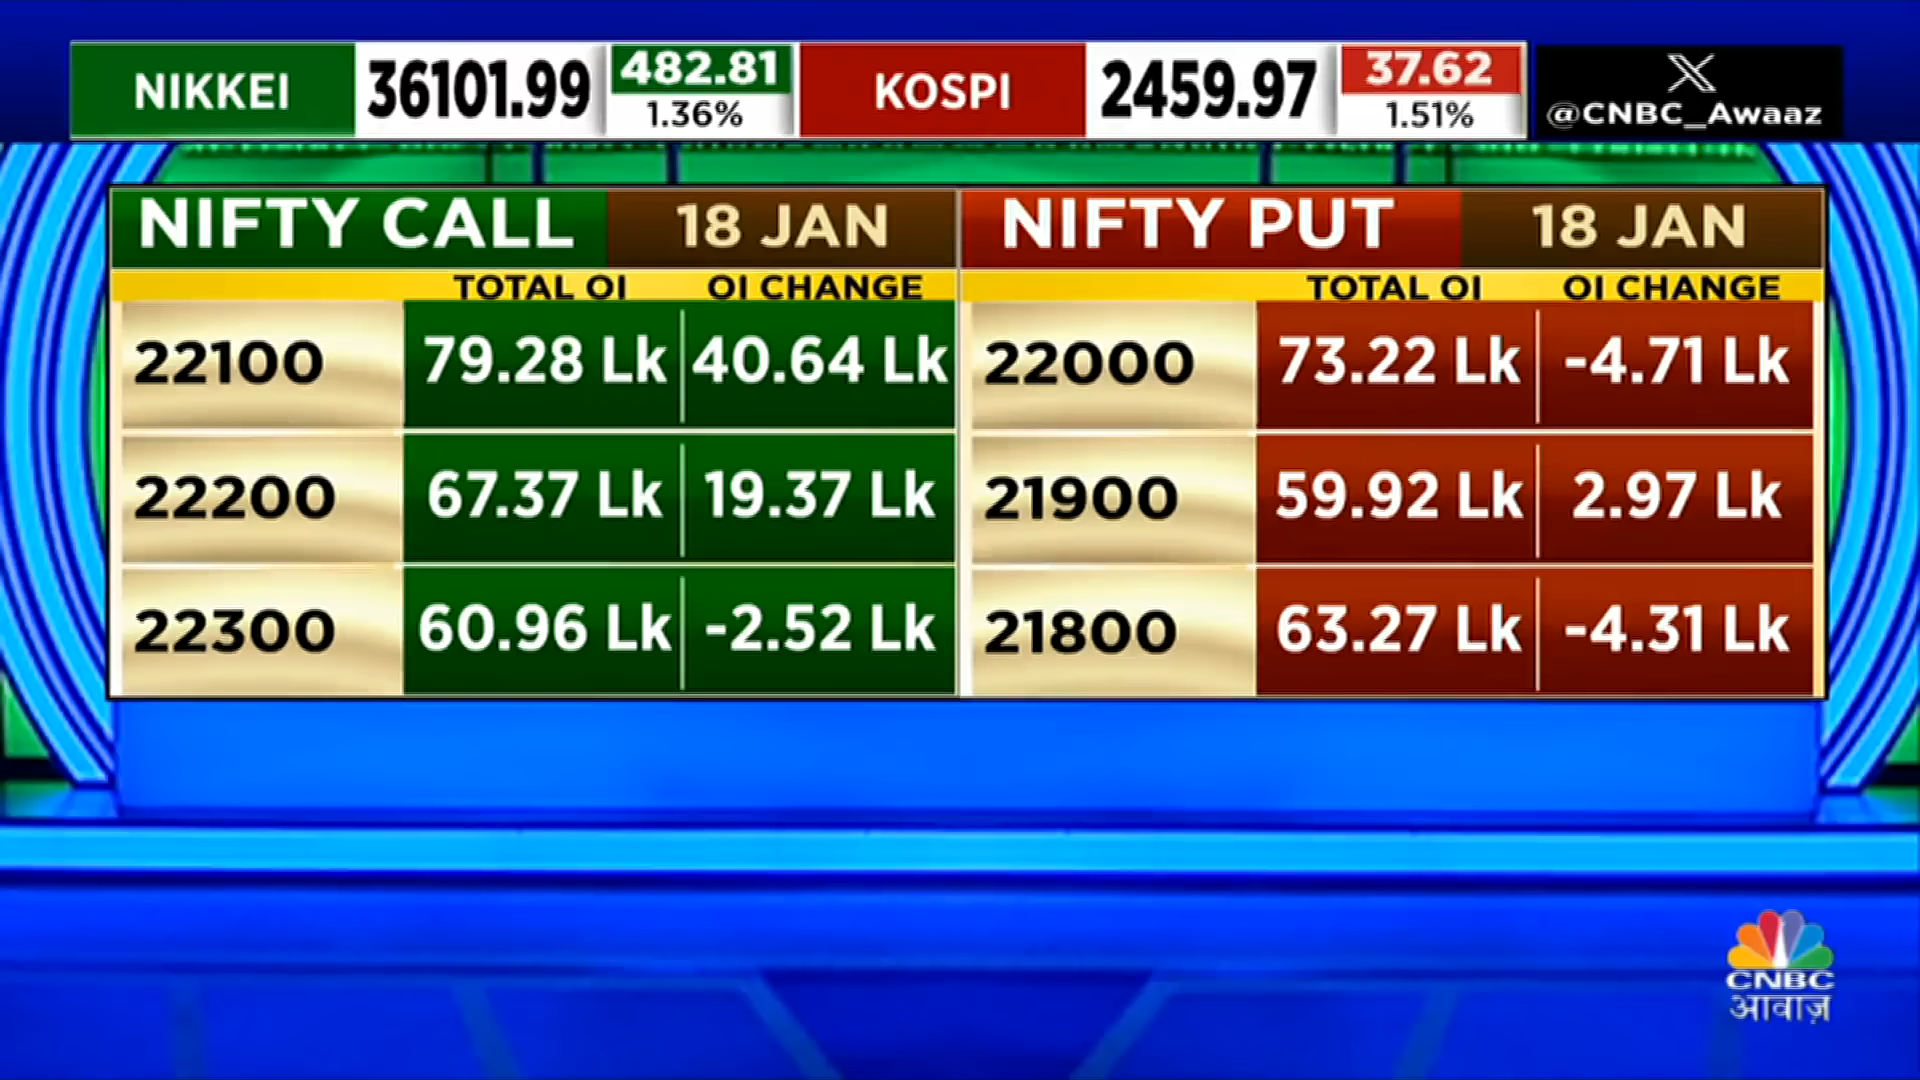 NIKKEI 36101.99 482.81 1.36% KOSPI 2459.97 37.62 1.51% X @CNBC_Awaaz
NIFTY CALL 18 JAN
TOTAL OI OI CHANGE
22100 79.28 Lk 40.64 Lk
22200 67.37 Lk 19.37 Lk
22300 60.96 Lk -2.52 Lk
NIFTY PUT 18 JAN
TOTAL OI OI CHANGE
22000 73.22 Lk -4.71 Lk
21900 59.92 Lk 2.97 Lk
21800 63.27 Lk -4.31 Lk
CNBC
आवाज़